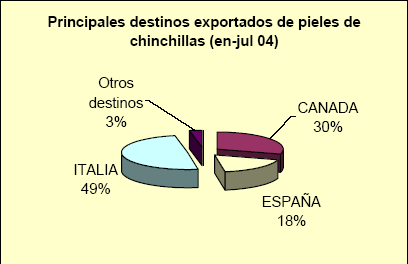 Principales destinos exportados de pieles de
chinchillas (en-jul 04)
Otros
destinos
3%
CANADA
30%
ITALIA
49%
ESPAÑA
18%